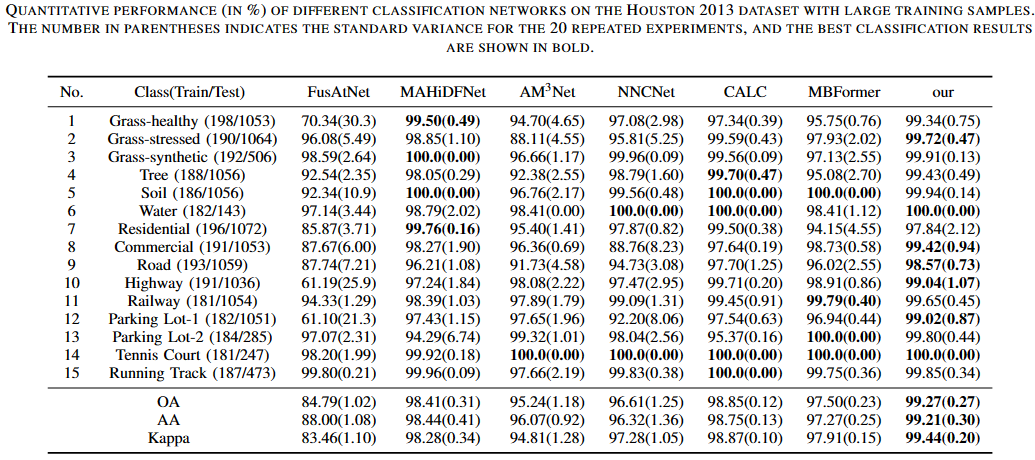 QUANTITATIVE PERFORMANCE (IN %) OF DIFFERENT CLASSIFICATION NETWORKS ON THE HOUSTON 2013 DATASET WITH LARGE TRAINING SAMPLES.
THE NUMBER IN PARENTHESES INDICATES THE STANDARD VARIANCE FOR THE 20 REPEATED EXPERIMENTS, AND THE BEST CLASSIFICATION RESULTS
ARE SHOWN IN BOLD.
No. Class(Train/Test) FusAtNet MAHiDFNet AM³Net NNCNet CALC MBFormer our
1 Grass-healthy (198/1053) 70.34(30.3) 99.50(0.49) 94.70(4.65) 97.08(2.98) 97.34(0.39) 95.75(0.76) 99.34(0.75)
2 Grass-stressed (190/1064) 96.08(5.49) 98.85(1.10) 88.11(4.55) 95.81(5.25) 99.59(0.43) 97.93(2.02) 99.72(0.47)
3 Grass-synthetic (192/506) 98.59(2.64) 100.0(0.00) 96.66(1.17) 99.96(0.09) 99.56(0.09) 97.13(2.55) 99.91(0.13)
4 Tree (188/1056) 92.54(2.35) 98.05(0.29) 92.38(2.55) 98.79(1.60) 99.70(0.47) 95.08(2.70) 99.43(0.49)
5 Soil (186/1056) 92.34(10.9) 100.0(0.00) 96.76(2.17) 99.56(0.48) 100.0(0.00) 100.0(0.00) 99.94(0.14)
6 Water (182/143) 97.14(3.44) 98.79(2.02) 98.41(0.00) 100.0(0.00) 100.0(0.00) 98.41(1.12) 100.0(0.00)
7 Residential (196/1072) 85.87(3.71) 99.76(0.16) 95.40(1.41) 97.87(0.82) 99.50(0.38) 94.15(4.55) 97.84(2.12)
8 Commercial (191/1053) 87.67(6.00) 98.27(1.90) 96.36(0.69) 88.76(8.23) 97.64(0.19) 98.73(0.58) 99.42(0.94)
9 Road (193/1059) 87.74(7.21) 96.21(1.08) 91.73(4.58) 94.73(3.08) 97.70(1.25) 96.02(2.55) 98.57(0.73)
10 Highway (191/1036) 61.19(25.9) 97.24(1.84) 98.08(2.22) 97.47(2.95) 99.71(0.20) 98.91(0.86) 99.04(1.07)
11 Railway (181/1054) 94.33(1.29) 98.39(1.03) 97.89(1.79) 99.09(1.31) 99.45(0.91) 99.79(0.40) 99.65(0.45)
12 Parking Lot-1 (182/1051) 61.10(21.3) 97.43(1.15) 97.65(1.96) 92.20(8.06) 97.54(0.63) 96.94(0.44) 99.02(0.87)
13 Parking Lot-2 (184/285) 97.07(2.31) 94.29(6.74) 99.32(1.01) 98.04(2.56) 95.37(0.16) 100.0(0.00) 99.80(0.44)
14 Tennis Court (181/247) 98.20(1.99) 99.92(0.18) 100.0(0.00) 100.0(0.00) 100.0(0.00) 100.0(0.00) 100.0(0.00)
15 Running Track (187/473) 99.80(0.21) 99.96(0.09) 97.66(2.19) 99.83(0.38) 100.0(0.00) 99.75(0.36) 99.85(0.34)
OA 84.79(1.02) 98.41(0.31) 95.24(1.18) 96.61(1.25) 98.85(0.12) 97.50(0.23) 99.27(0.27)
AA 88.00(1.08) 98.44(0.41) 96.07(0.92) 96.32(1.36) 98.75(0.13) 97.27(0.25) 99.21(0.30)
Kappa 83.46(1.10) 98.28(0.34) 94.81(1.28) 97.28(1.05) 98.87(0.10) 97.91(0.15) 99.44(0.20)